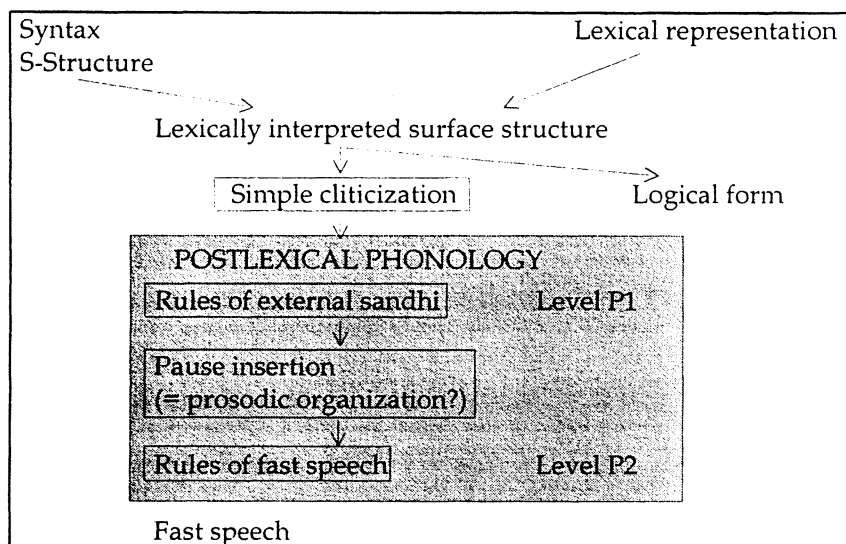 Syntax
Lexical representation
S-Structure
Lexically interpreted surface structure
Simple cliticization
Logical form
POSTLEXICAL PHONOLOGY
Rules of external sandhi
Level P1
Pause insertion
(= prosodic organization?)
Rules of fast speech
Level P2
Fast speech